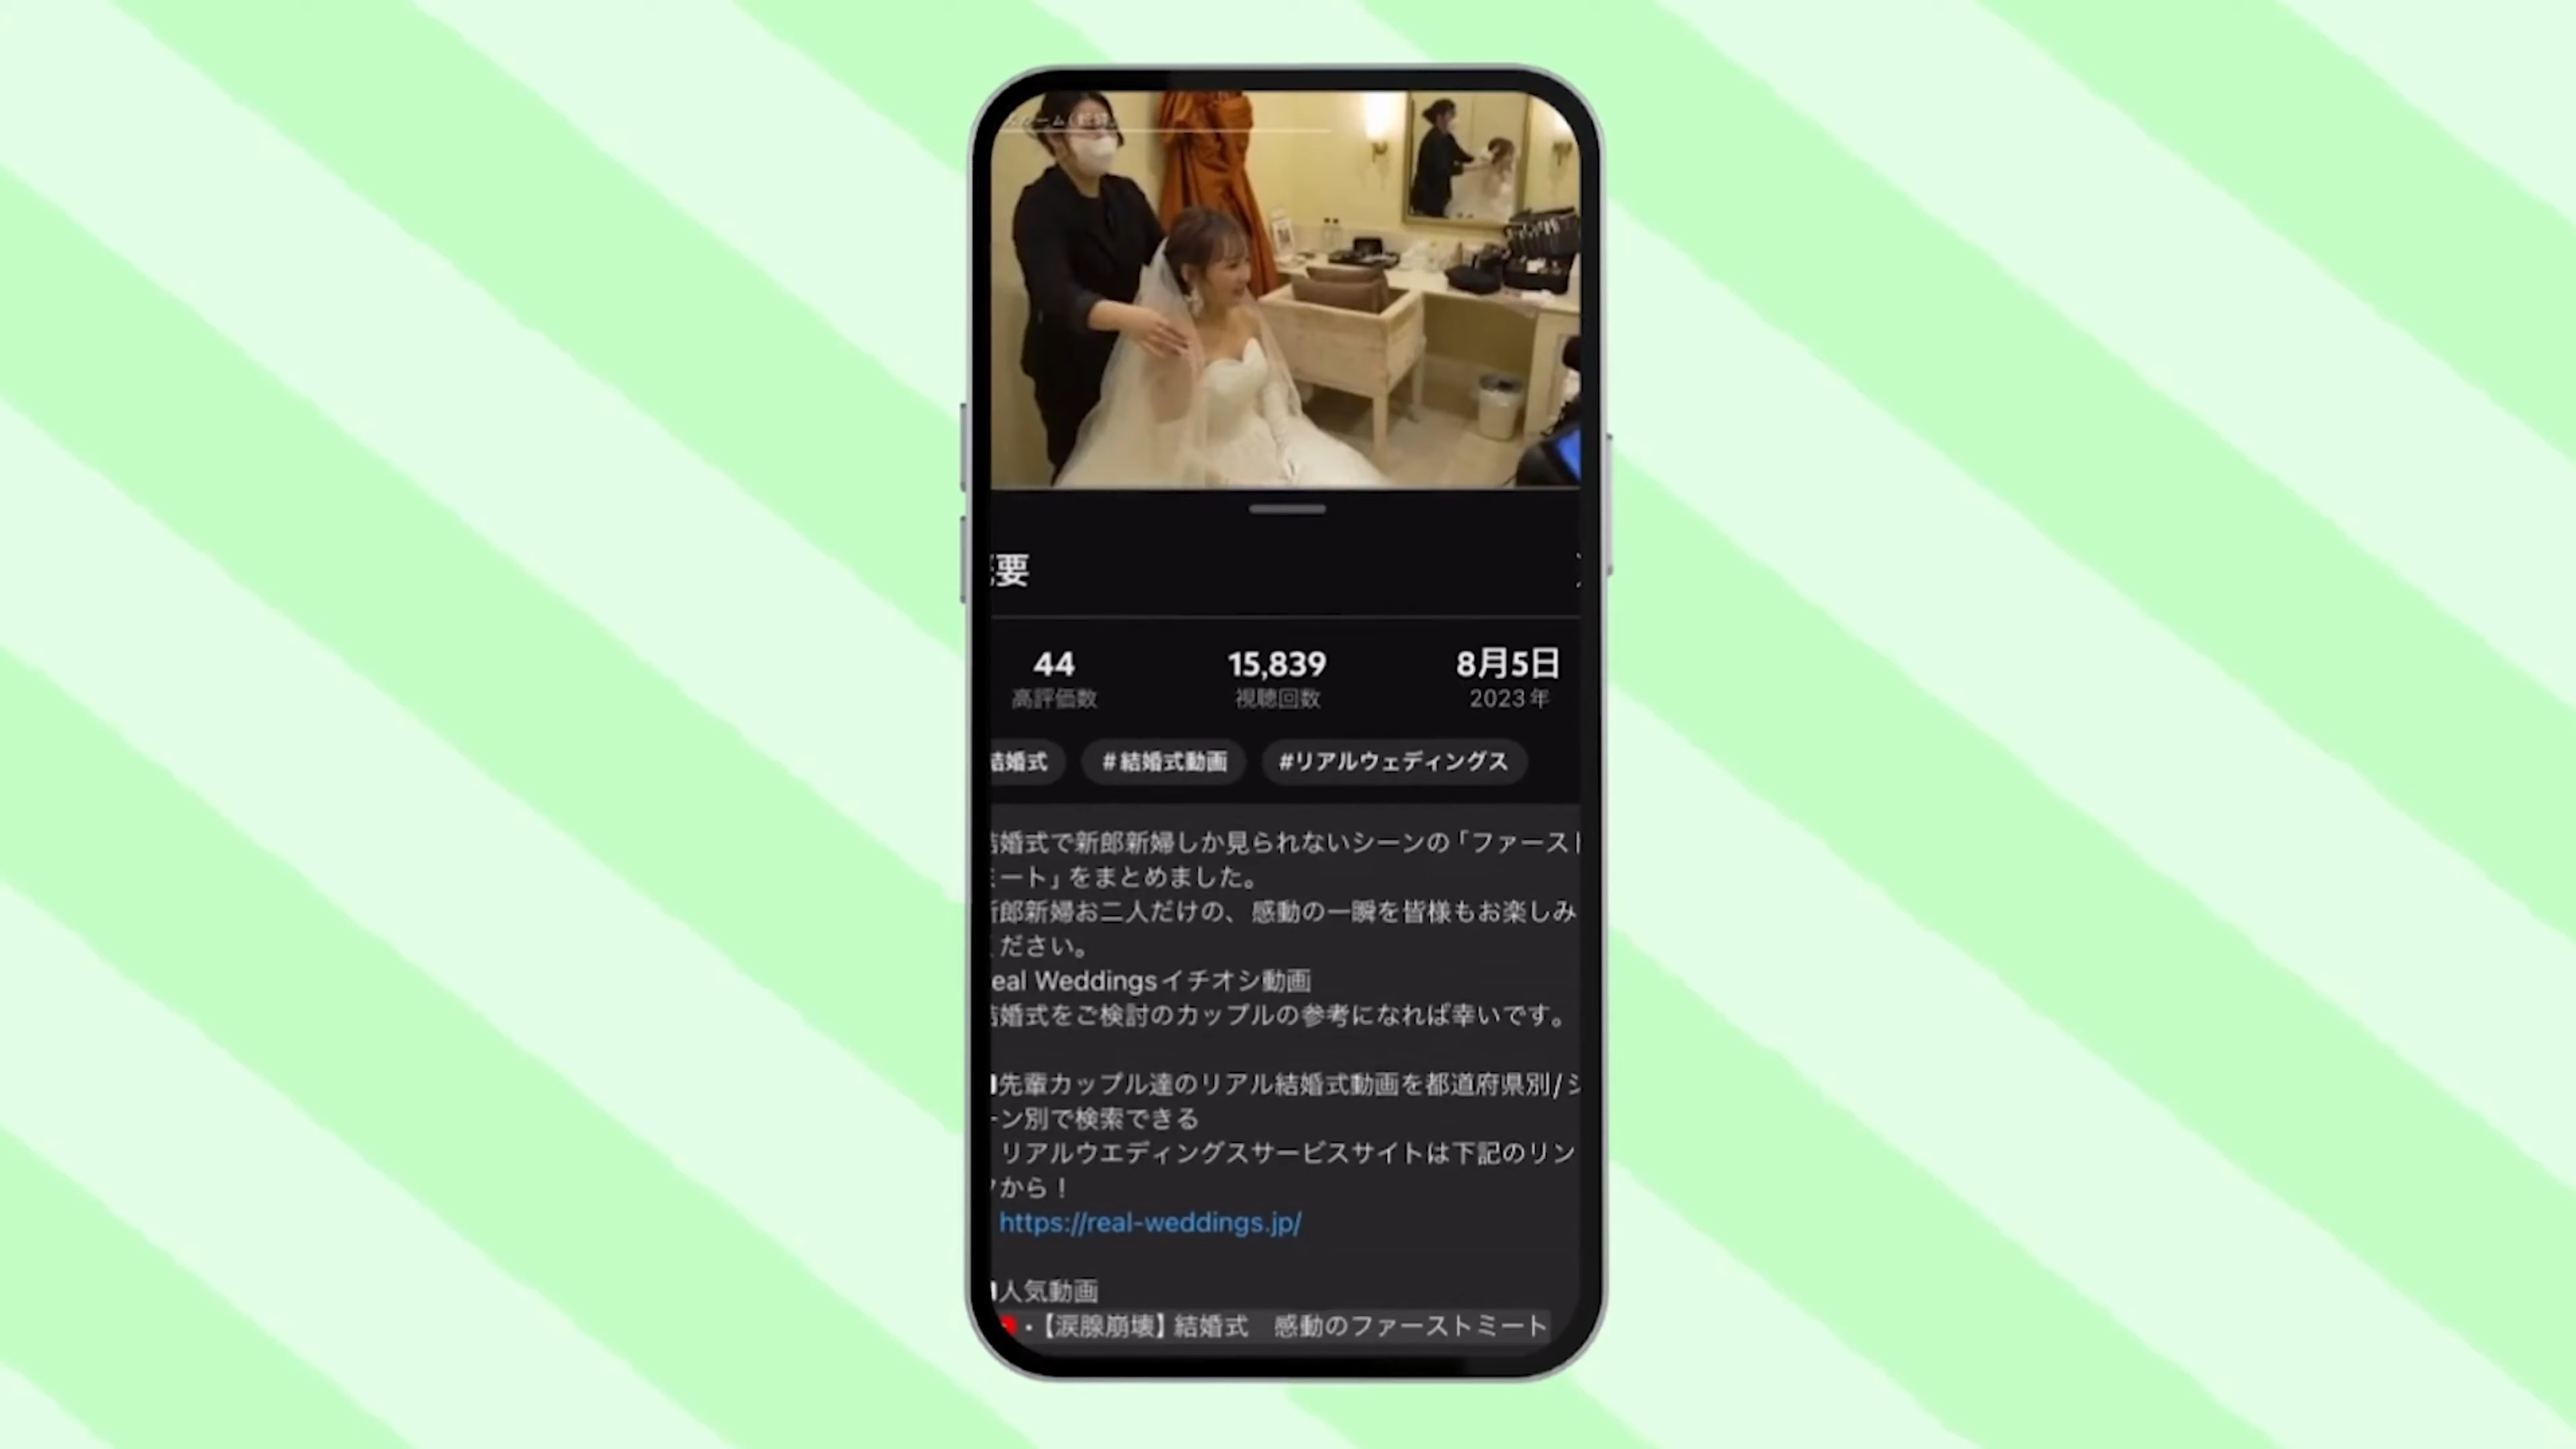 要
44
15,839
8月5日
高評価数
視聴回数
2023年
結婚式
#結婚式動画
#リアルウェディングス
結婚式で新郎新婦しか見られないシーンの「ファースト
ート」をまとめました。
郎新婦お二人だけの、感動の一瞬を皆様もお楽しみ
ください。
eal Weddingsイチオシ動画
結婚式をご検討のカップルの参考になれば幸いです。
先輩カップル達のリアル結婚式動画を都道府県別/シ
ーン別で検索できる
リアルウエディングスサービスサイトは下記のリン
クから！
https://real-weddings.jp/
人気動画
・【涙腺崩壊】結婚式　感動のファーストミート